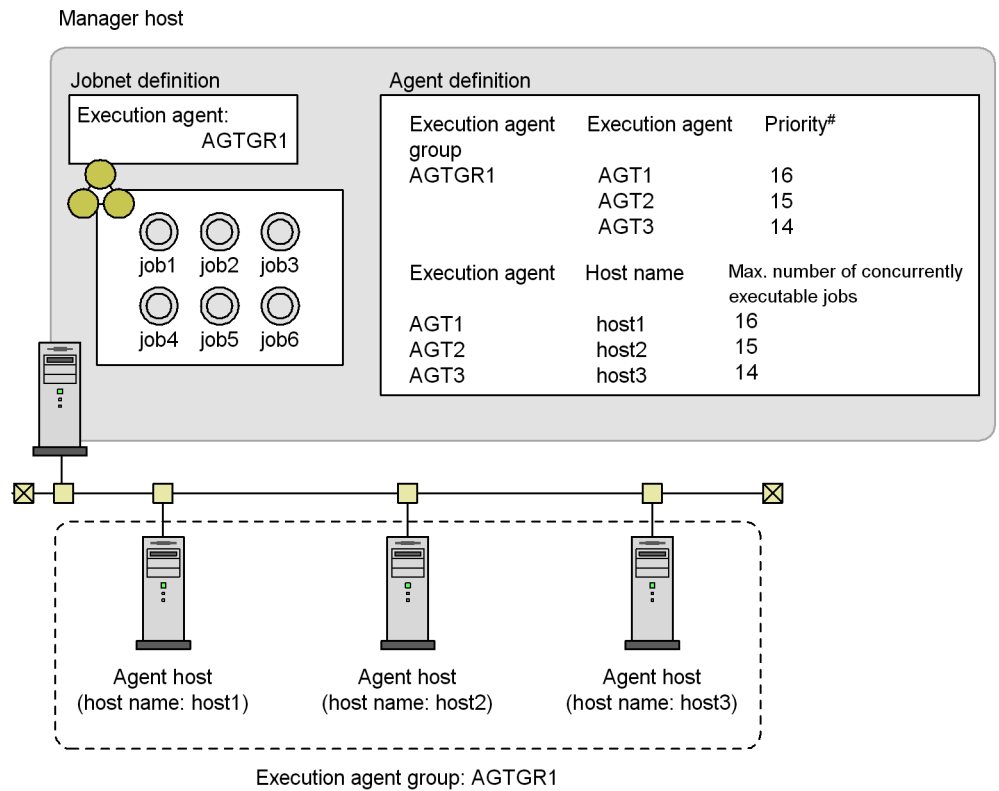 Manager host
Jobnet definition
Execution agent:
AGTGR1
job1 job2 job3
job4 job5 job6
Agent definition
Execution agent group Execution agent Priority#
AGTGR1 AGT1 16
AGT2 15
AGT3 14
Execution agent Host name Max. number of concurrently executable jobs
AGT1 host1 16
AGT2 host2 15
AGT3 host3 14
Agent host
(host name: host1)
Agent host
(host name: host2)
Agent host
(host name: host3)
Execution agent group: AGTGR1